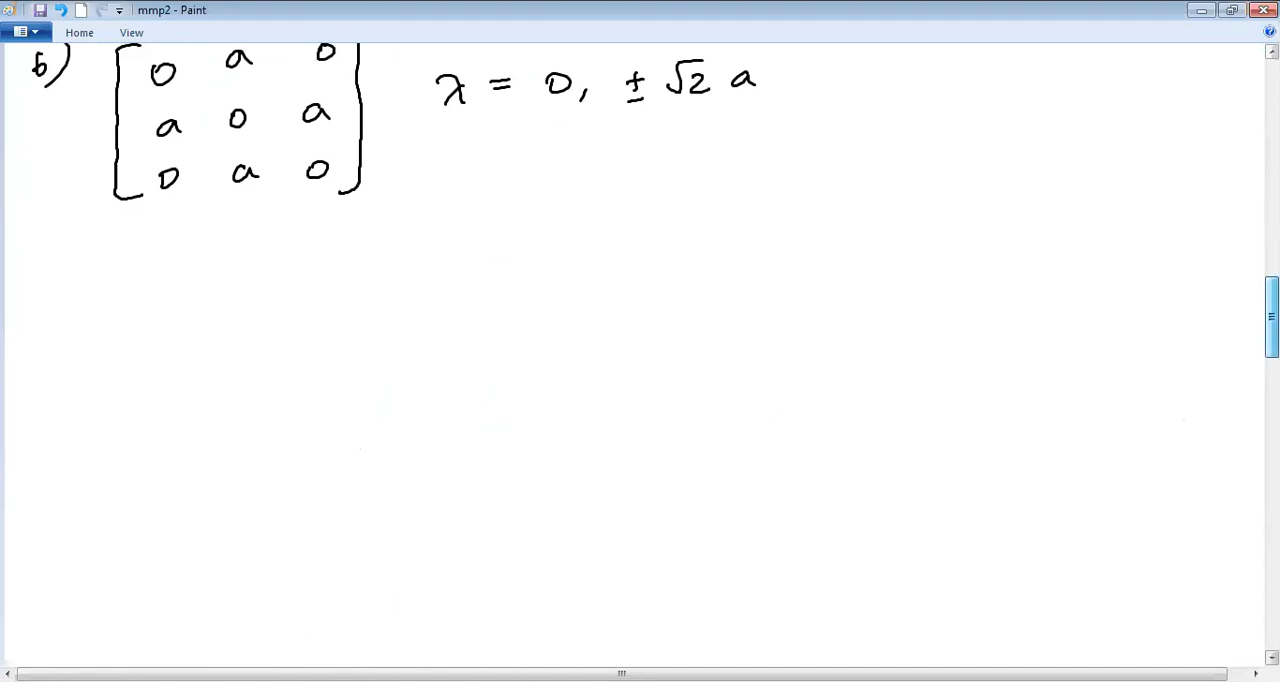 mmp2 - Paint
Home View
b) 0 a 0 λ = 0, ± √2 a
a 0 a
0 a 0